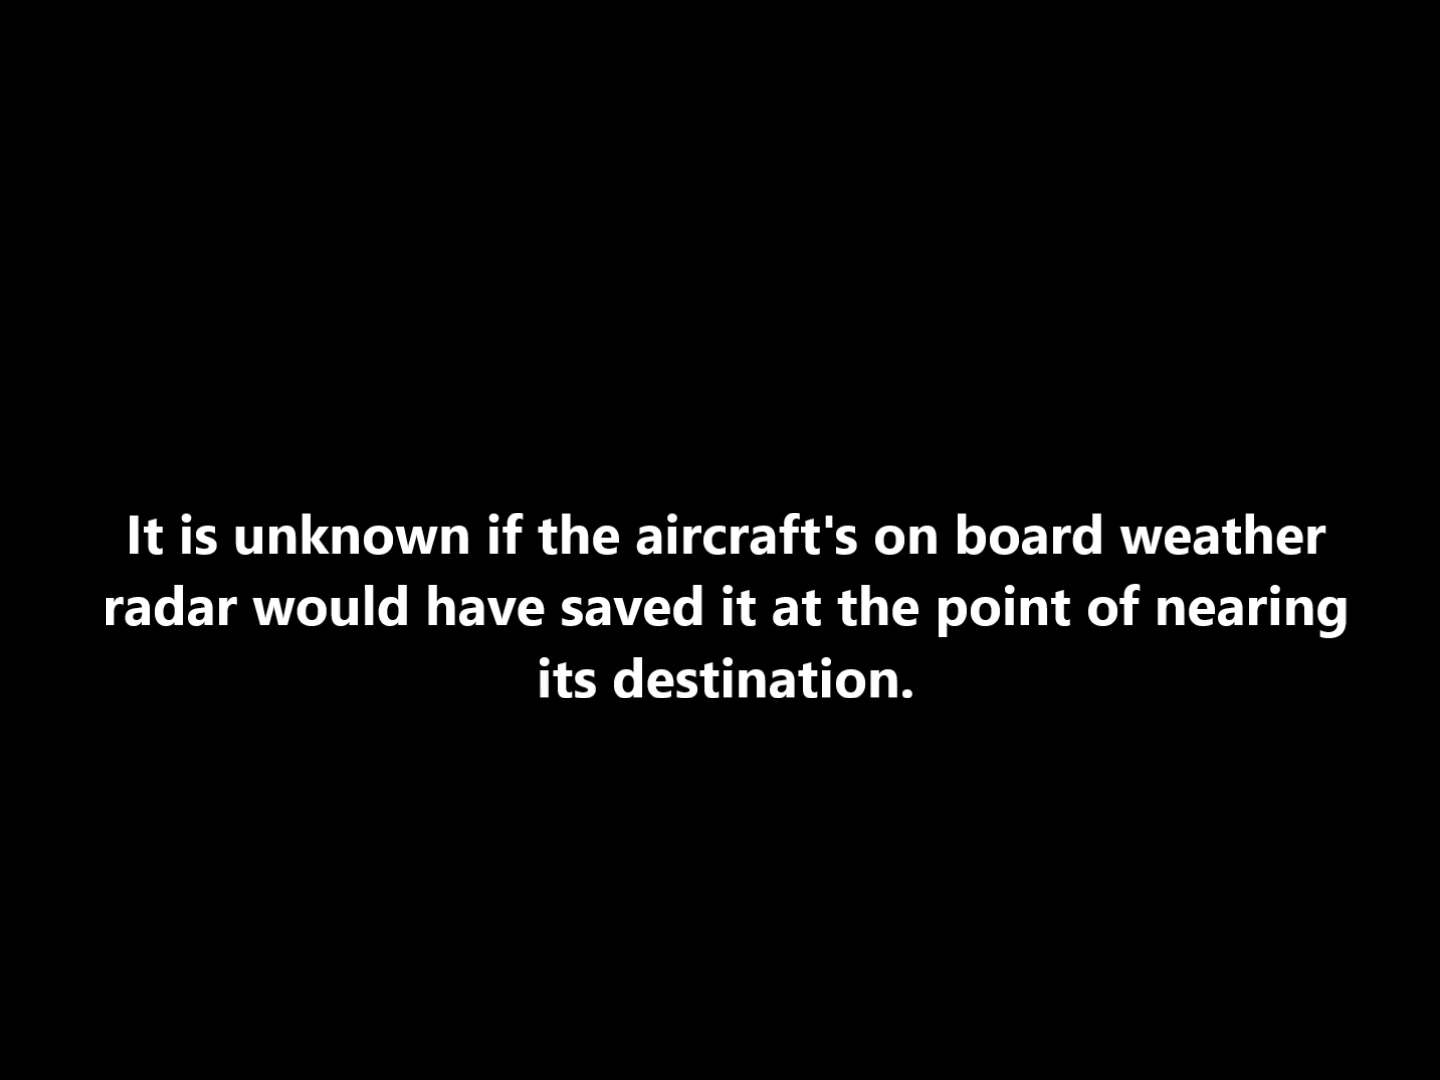 It is unknown if the aircraft's on board weather
radar would have saved it at the point of nearing
its destination.